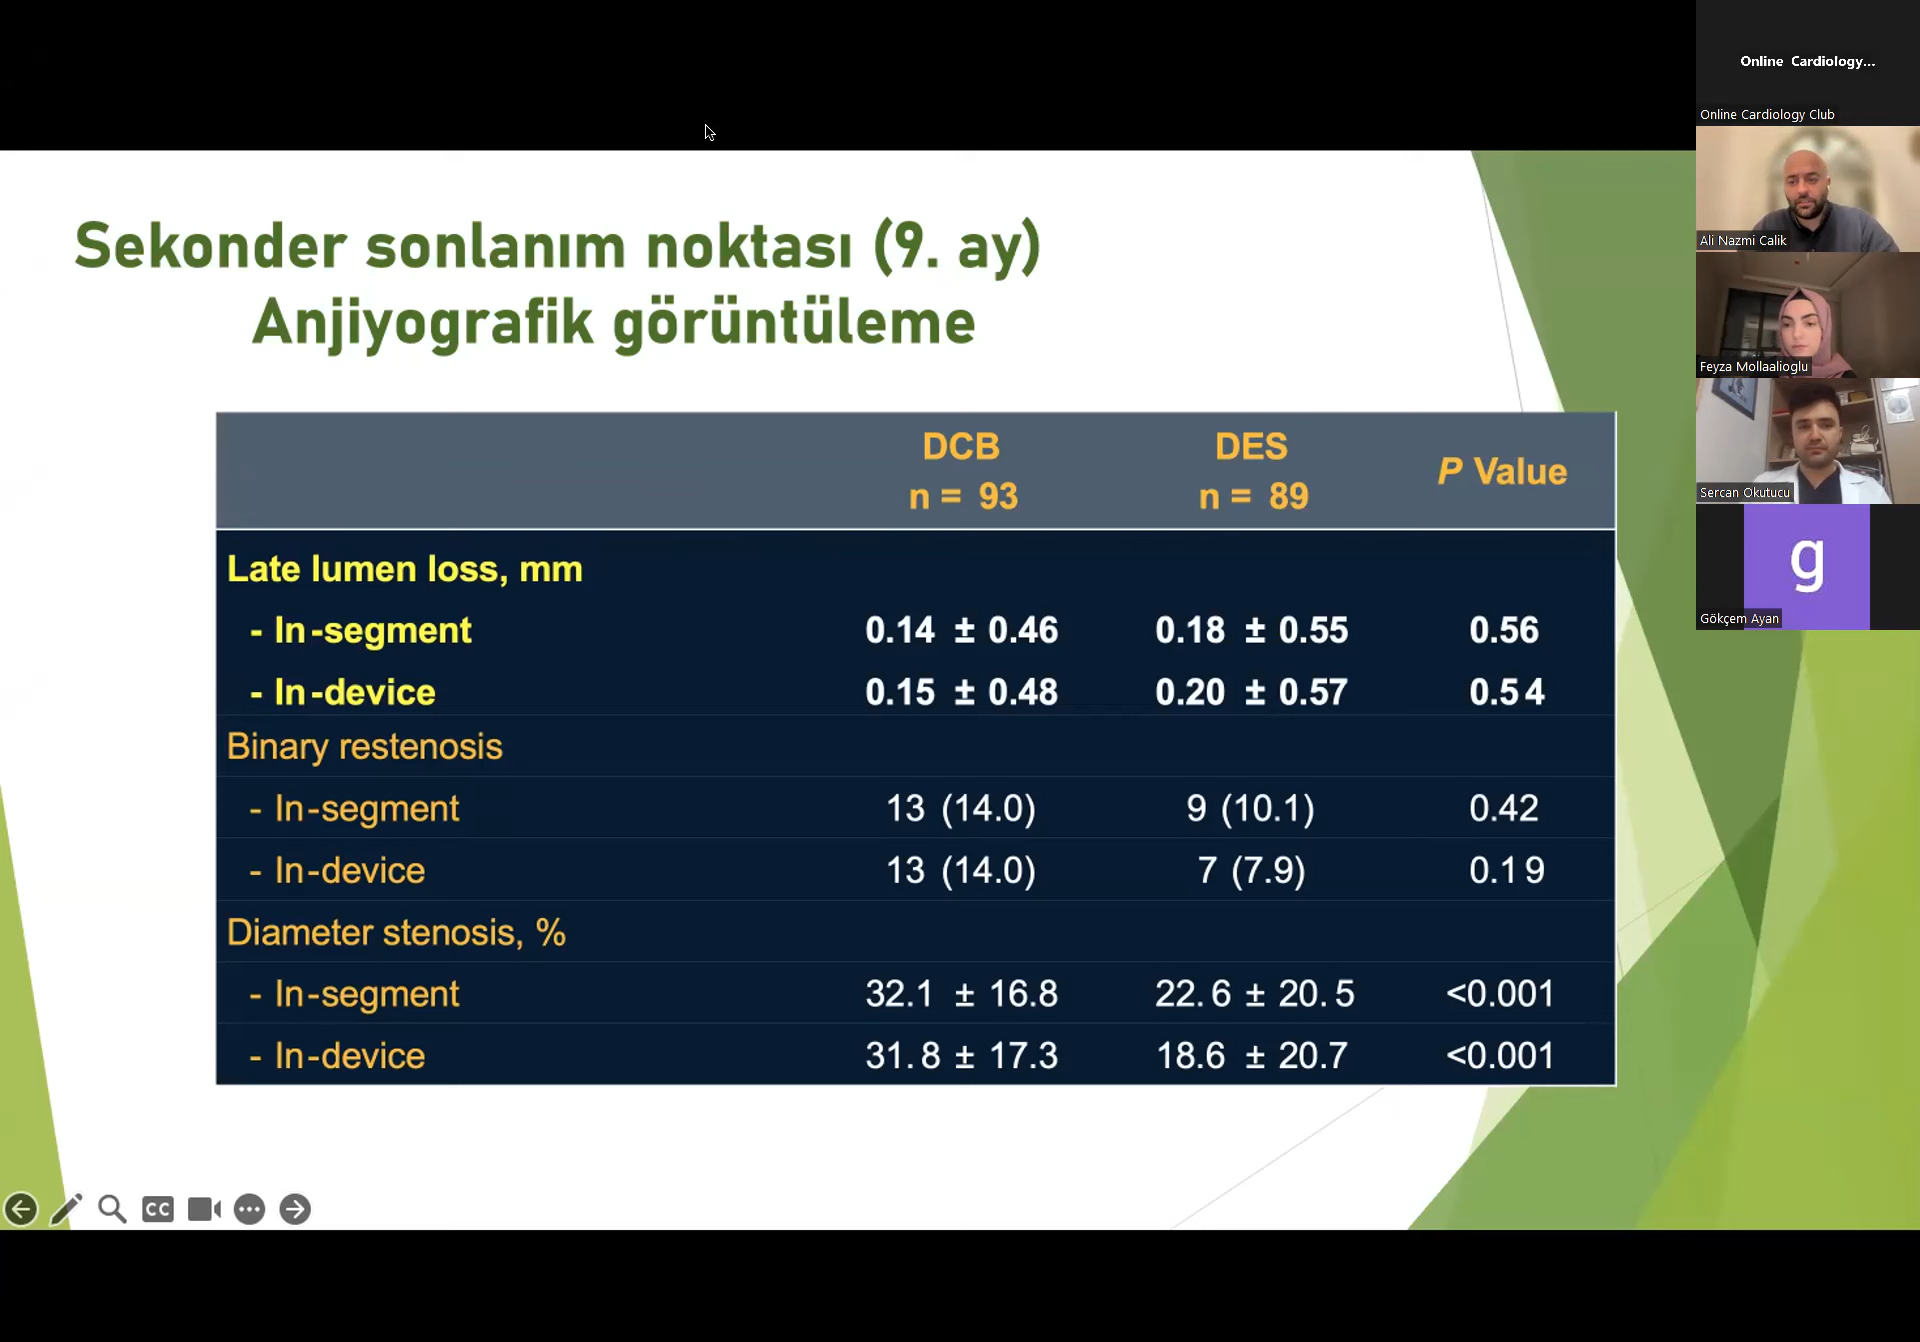 Online Cardiology...
Online Cardiology Club
Ali Nazmi Calik
Feyza Mollaalioglu
Sercan Okutucu
g
Gökçem Ayan
Sekonder sonlanım noktası (9. ay)
Anjiyografik görüntüleme
DCB n = 93 DES n = 89 P Value
Late lumen loss, mm
- In-segment 0.14 ± 0.46 0.18 ± 0.55 0.56
- In-device 0.15 ± 0.48 0.20 ± 0.57 0.54
Binary restenosis
- In-segment 13 (14.0) 9 (10.1) 0.42
- In-device 13 (14.0) 7 (7.9) 0.19
Diameter stenosis, %
- In-segment 32.1 ± 16.8 22.6 ± 20.5 <0.001
- In-device 31.8 ± 17.3 18.6 ± 20.7 <0.001
CC